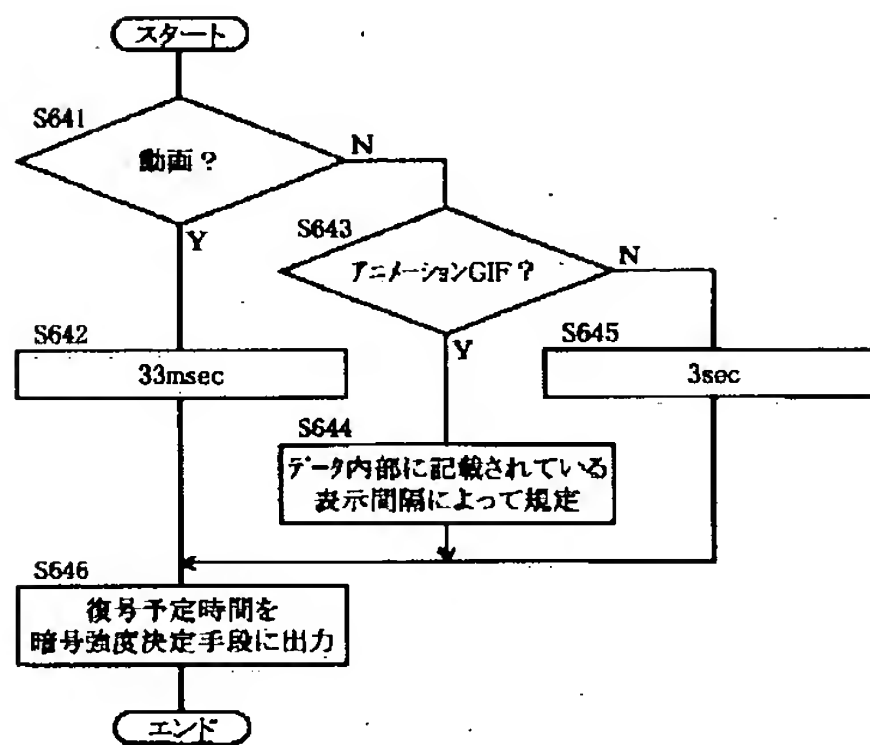 スタート
S641
動画？
N
Y
S643
アニメーションGIF？
N
Y
S642
33msec
S645
3sec
S644
データ内部に記載されている
表示間隔によって規定
S646
復号予定時間を
暗号強度決定手段に出力
エンド